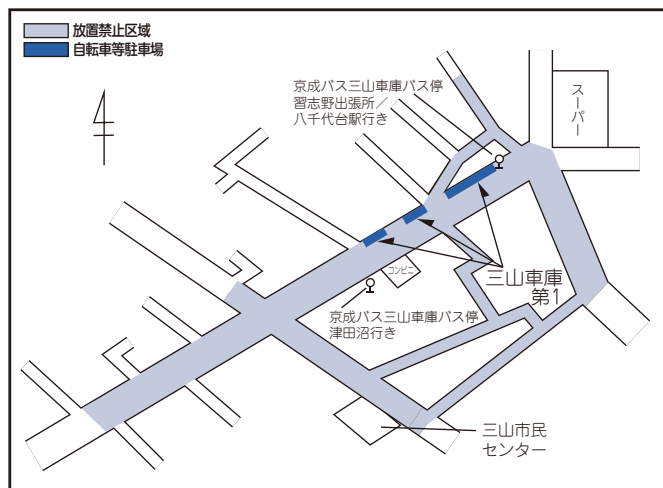 放置禁止区域
自転車等駐車場
京成バス三山車庫バス停
習志野出張所／
八千代台駅行き
スーパー
コンビニ
三山車庫
第1
京成バス三山車庫バス停
津田沼行き
三山市民
センター